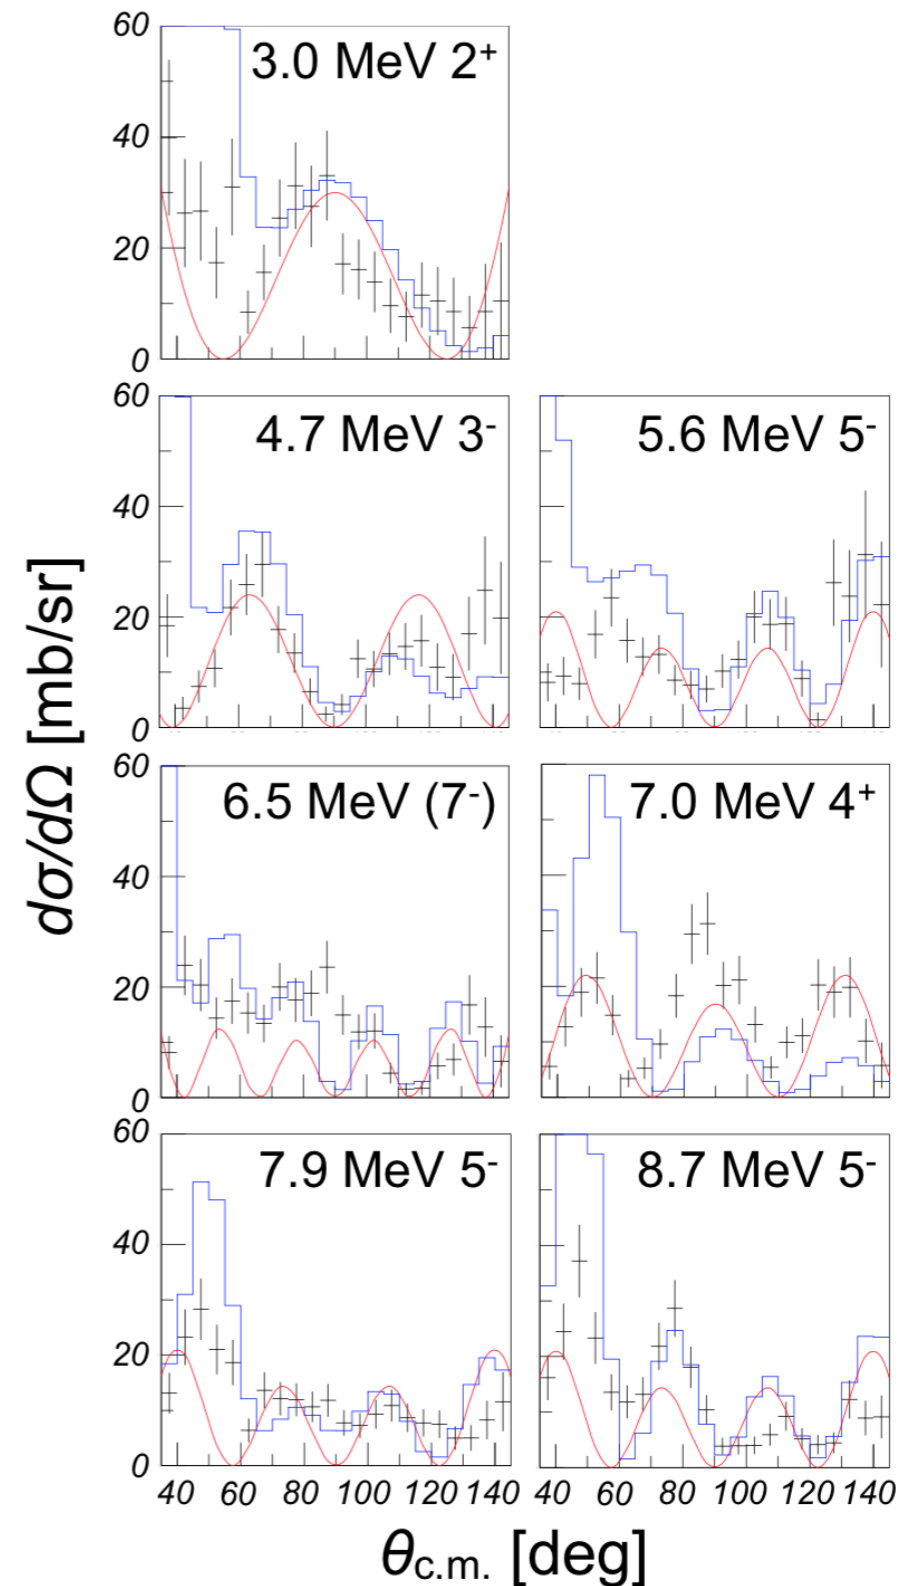 60
3.0 MeV 2⁺
40
20
0
60
4.7 MeV 3⁻
5.6 MeV 5⁻
40
20
0
60
6.5 MeV (7⁻)
7.0 MeV 4⁺
40
20
0
60
7.9 MeV 5⁻
8.7 MeV 5⁻
40
20
0
40 60 80 100 120 140
40 60 100 120 140
dσ/dΩ [mb/sr]
θc.m. [deg]